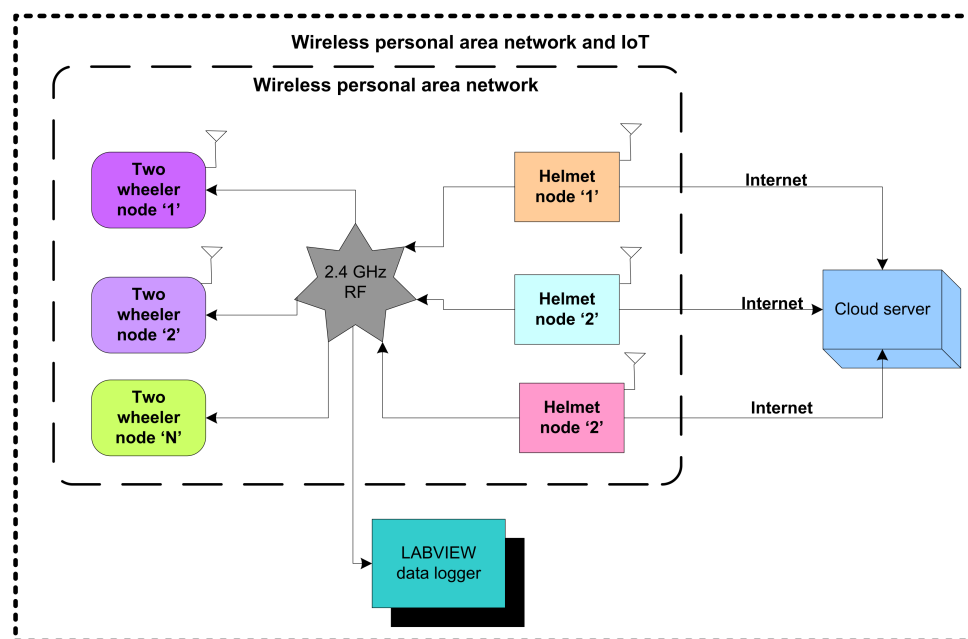 Wireless personal area network and IoT
Wireless personal area network
Two
wheeler
node ‘1’
Helmet
node ‘1’
Internet
2.4 GHz
RF
Two
wheeler
node ‘2’
Helmet
node ‘2’
Internet
Cloud server
Two
wheeler
node ‘N’
Helmet
node ‘2’
Internet
LABVIEW
data logger